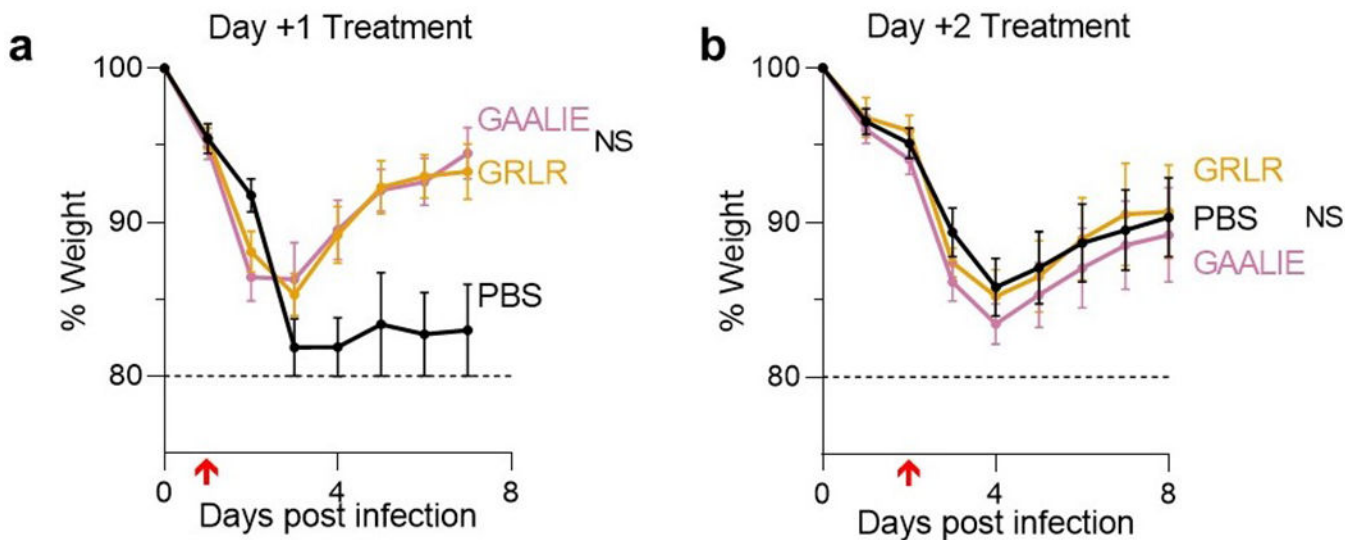 a
Day +1 Treatment
100
90
80
% Weight
GAALIE
NS
GRLR
PBS
0
4
8
Days post infection
b
Day +2 Treatment
100
90
80
% Weight
GRLR
PBS NS
GAALIE
0
4
8
Days post infection